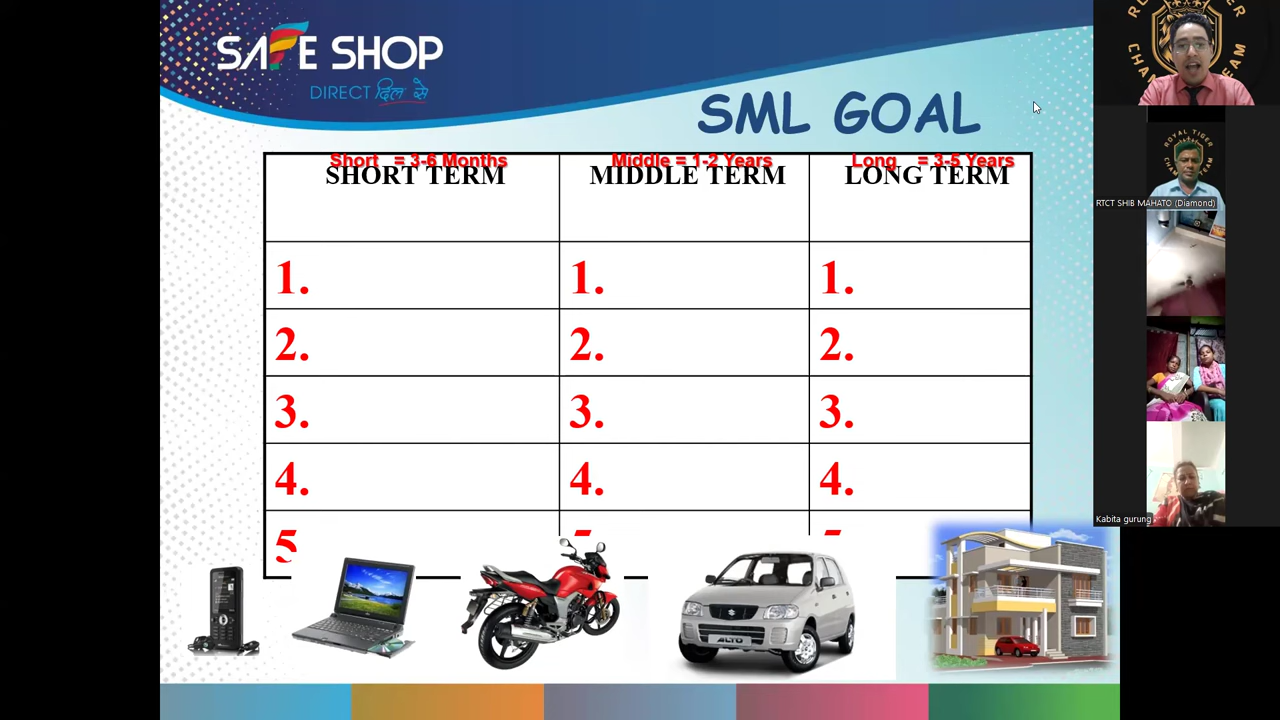 SAFE SHOP
DIRECT दिल से
SML GOAL
Short = 3-6 Months
SHORT TERM
Middle = 1-2 Years
MIDDLE TERM
Long = 3-5 Years
LONG TERM
1. 1. 1.
2. 2. 2.
3. 3. 3.
4. 4. 4.
5
ALTO
ROYAL TIGER
RTCT SHIB MAHATO (Diamond)
Kabita gurung